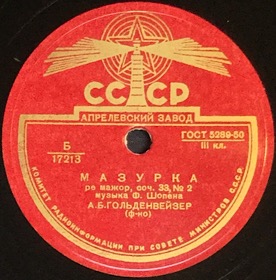 СССР
АПРЕЛЕВСКИЙ ЗАВОД
Б
17213
ГОСТ 5289-50
III кл.
МАЗУРКА
ре мажор, соч. 33, № 2
музыка Ф. Шопена
А.Б.ГОЛЬДЕНВЕЙЗЕР
(ф-но)
КОМИТЕТ РАДИОИНФОРМАЦИИ ПРИ СОВЕТЕ МИНИСТРОВ СССР